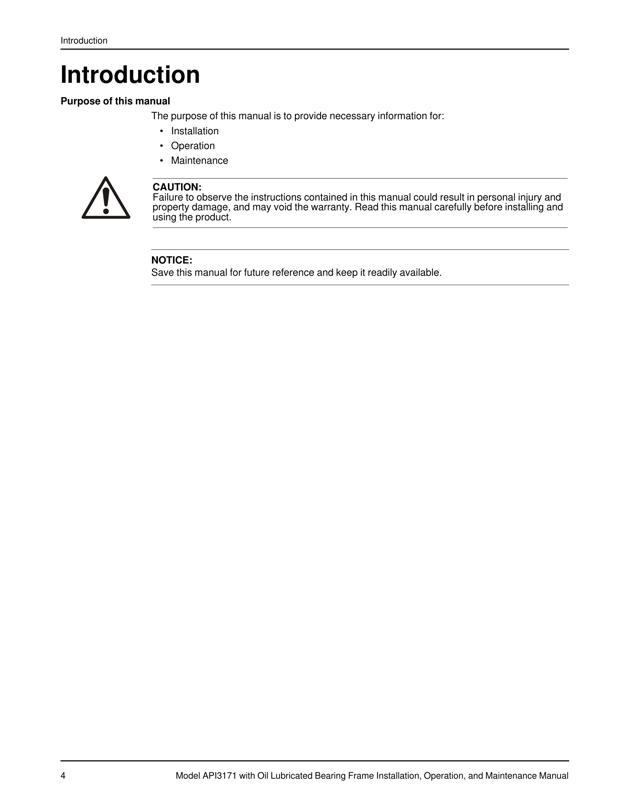 Introduction
Introduction
Purpose of this manual
The purpose of this manual is to provide necessary information for:
• Installation
• Operation
• Maintenance
CAUTION:
Failure to observe the instructions contained in this manual could result in personal injury and
property damage, and may void the warranty. Read this manual carefully before installing and
using the product.
NOTICE:
Save this manual for future reference and keep it readily available.
4 Model API3171 with Oil Lubricated Bearing Frame Installation, Operation, and Maintenance Manual